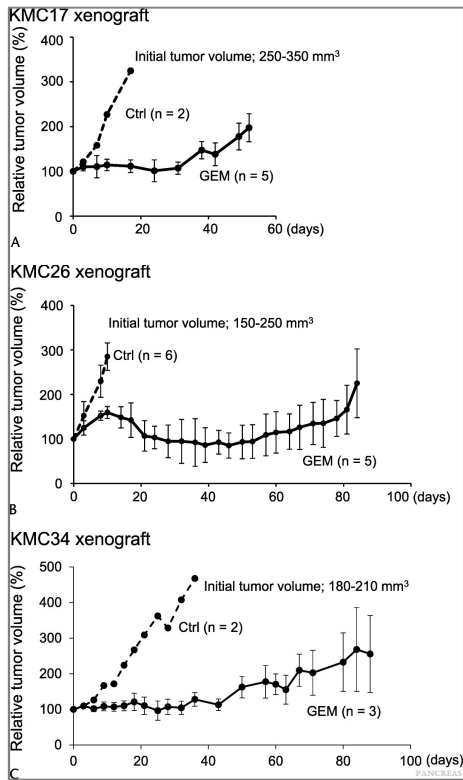 KMC17 xenograft
Relative tumor volume (%)
400
300
200
100
0
Initial tumor volume; 250-350 mm³
Ctrl (n = 2)
GEM (n = 5)
0 20 40 60 (days)
A
KMC26 xenograft
Relative tumor volume (%)
400
300
200
100
0
Initial tumor volume; 150-250 mm³
Ctrl (n = 6)
GEM (n = 5)
0 20 40 60 80 100 (days)
B
KMC34 xenograft
Relative tumor volume (%)
500
400
300
200
100
0
Initial tumor volume; 180-210 mm³
Ctrl (n = 2)
GEM (n = 3)
0 20 40 60 80 100 (days)
C
PANCREAS